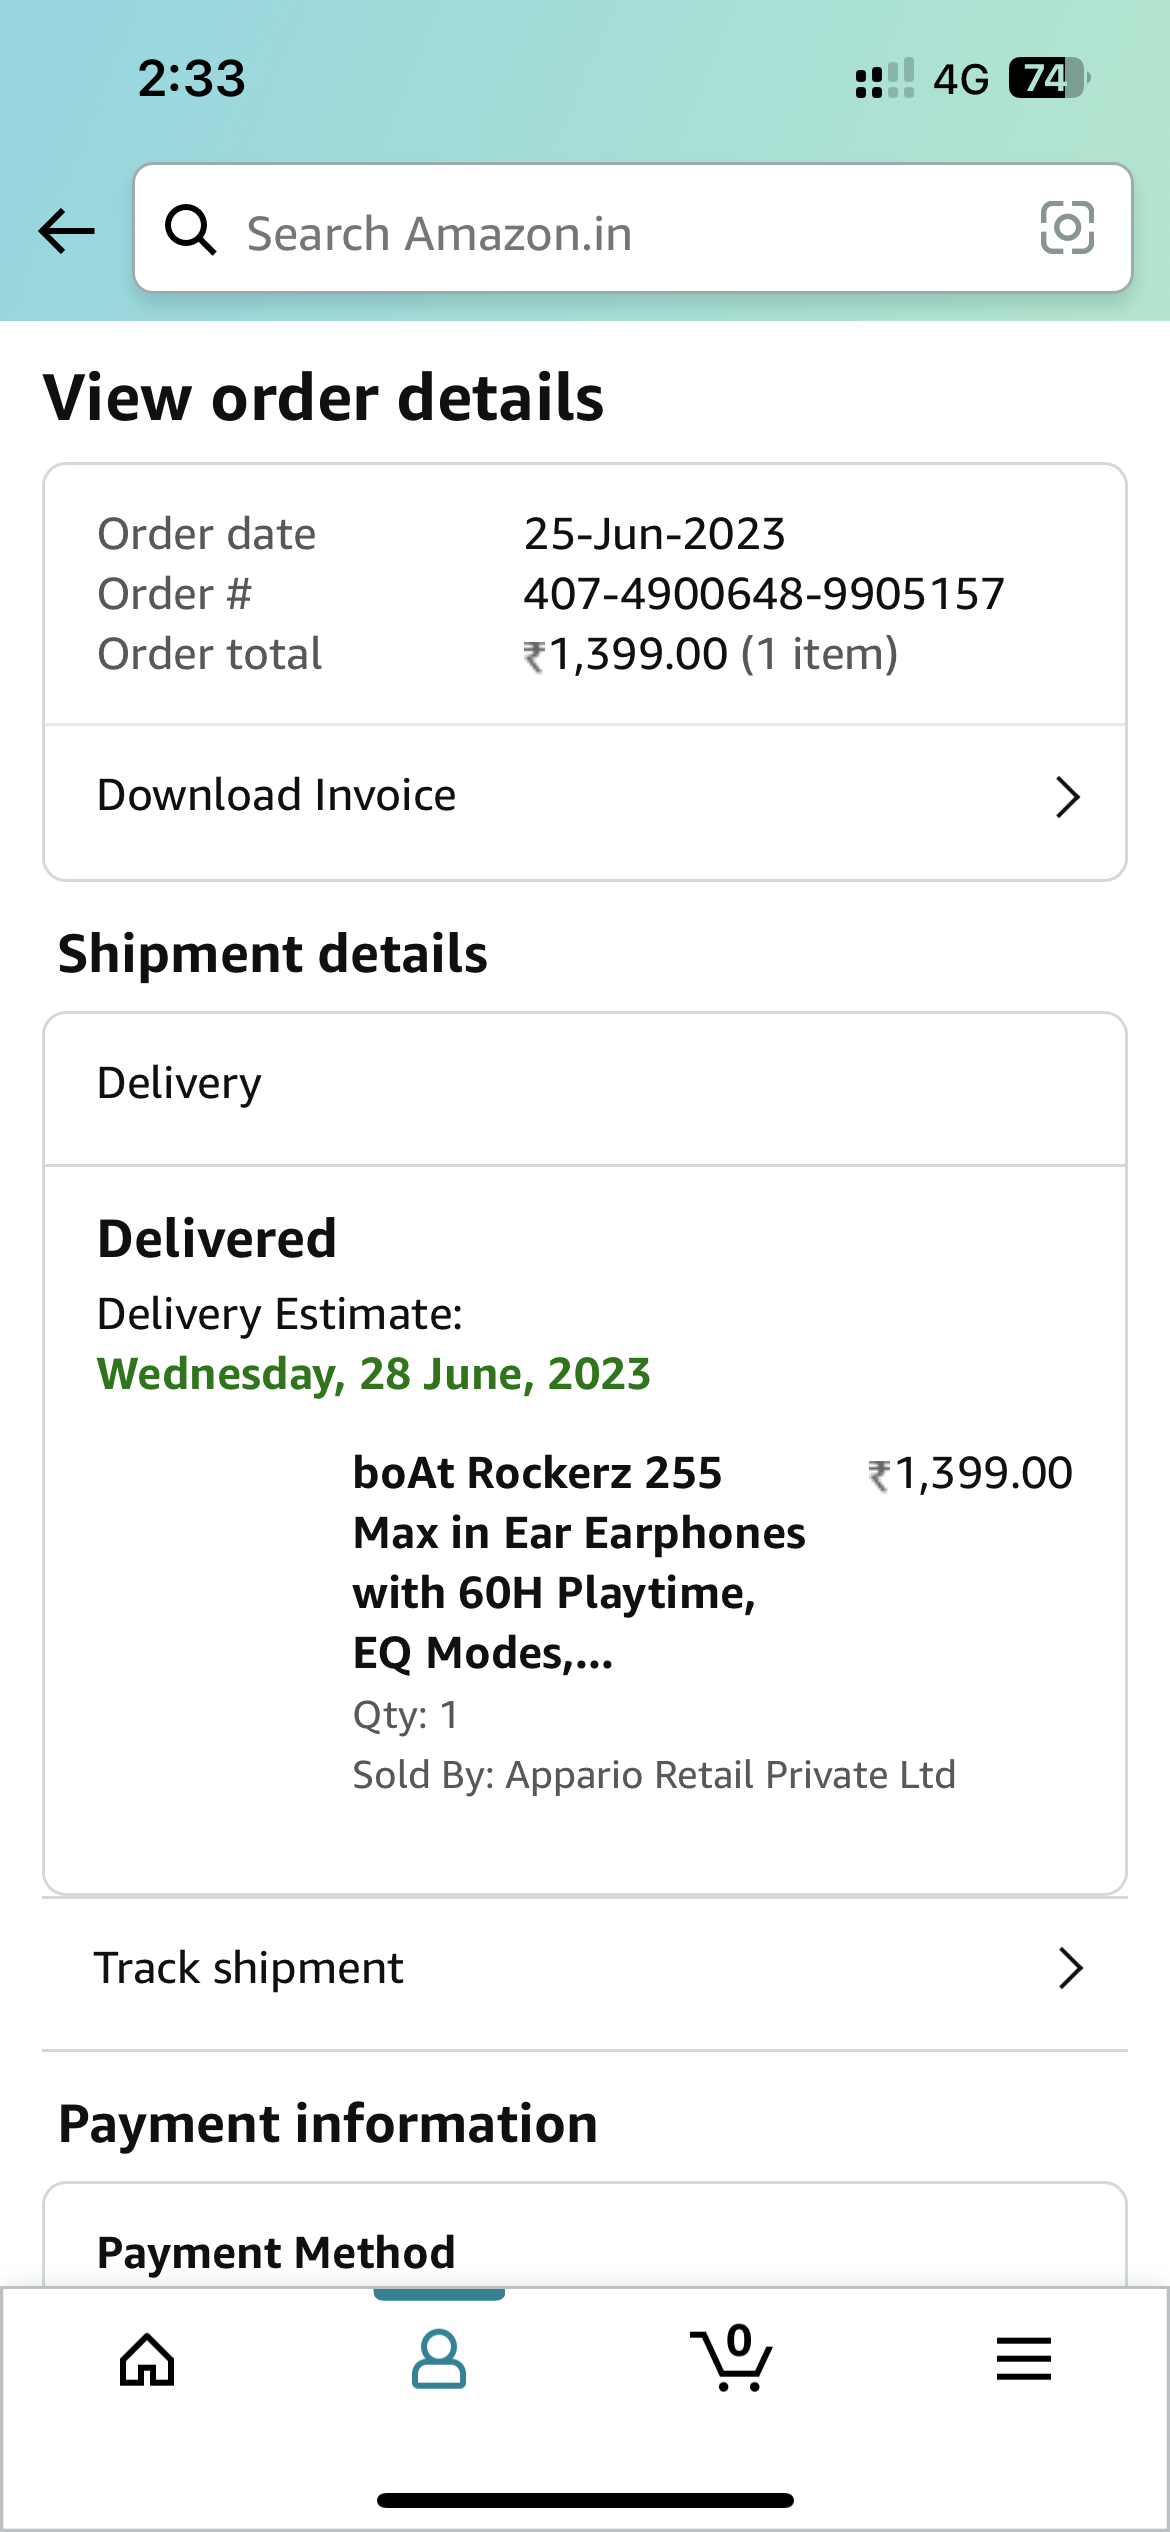 2:33
4G 74
Search Amazon.in
View order details
Order date 25-Jun-2023
Order # 407-4900648-9905157
Order total ₹1,399.00 (1 item)
Download Invoice
Shipment details
Delivery
Delivered
Delivery Estimate:
Wednesday, 28 June, 2023
boAt Rockerz 255 ₹1,399.00
Max in Ear Earphones
with 60H Playtime,
EQ Modes,...
Qty: 1
Sold By: Appario Retail Private Ltd
Track shipment
Payment information
Payment Method
0